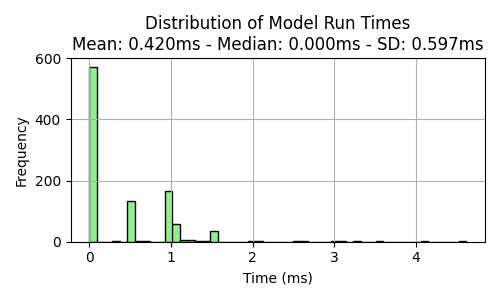 Distribution of Model Run Times
Mean: 0.420ms - Median: 0.000ms - SD: 0.597ms
600
400
200
0
Frequency
0 1 2 3 4
Time (ms)